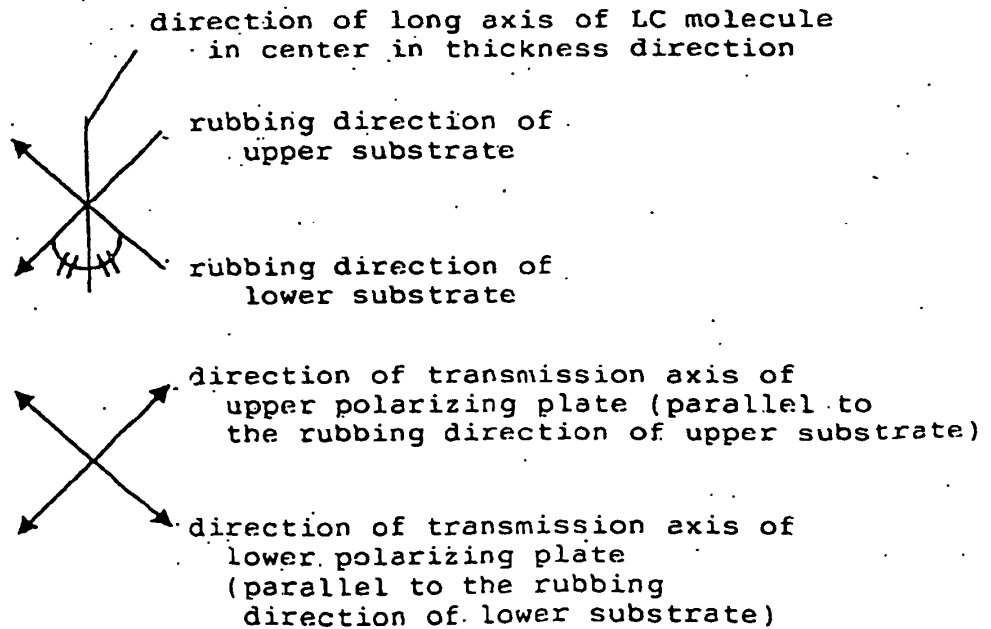 direction of long axis of LC molecule
in center in thickness direction
rubbing direction of
upper substrate
rubbing direction of
lower substrate
direction of transmission axis of
upper polarizing plate (parallel to
the rubbing direction of upper substrate)
direction of transmission axis of
lower polarizing plate
(parallel to the rubbing
direction of lower substrate)